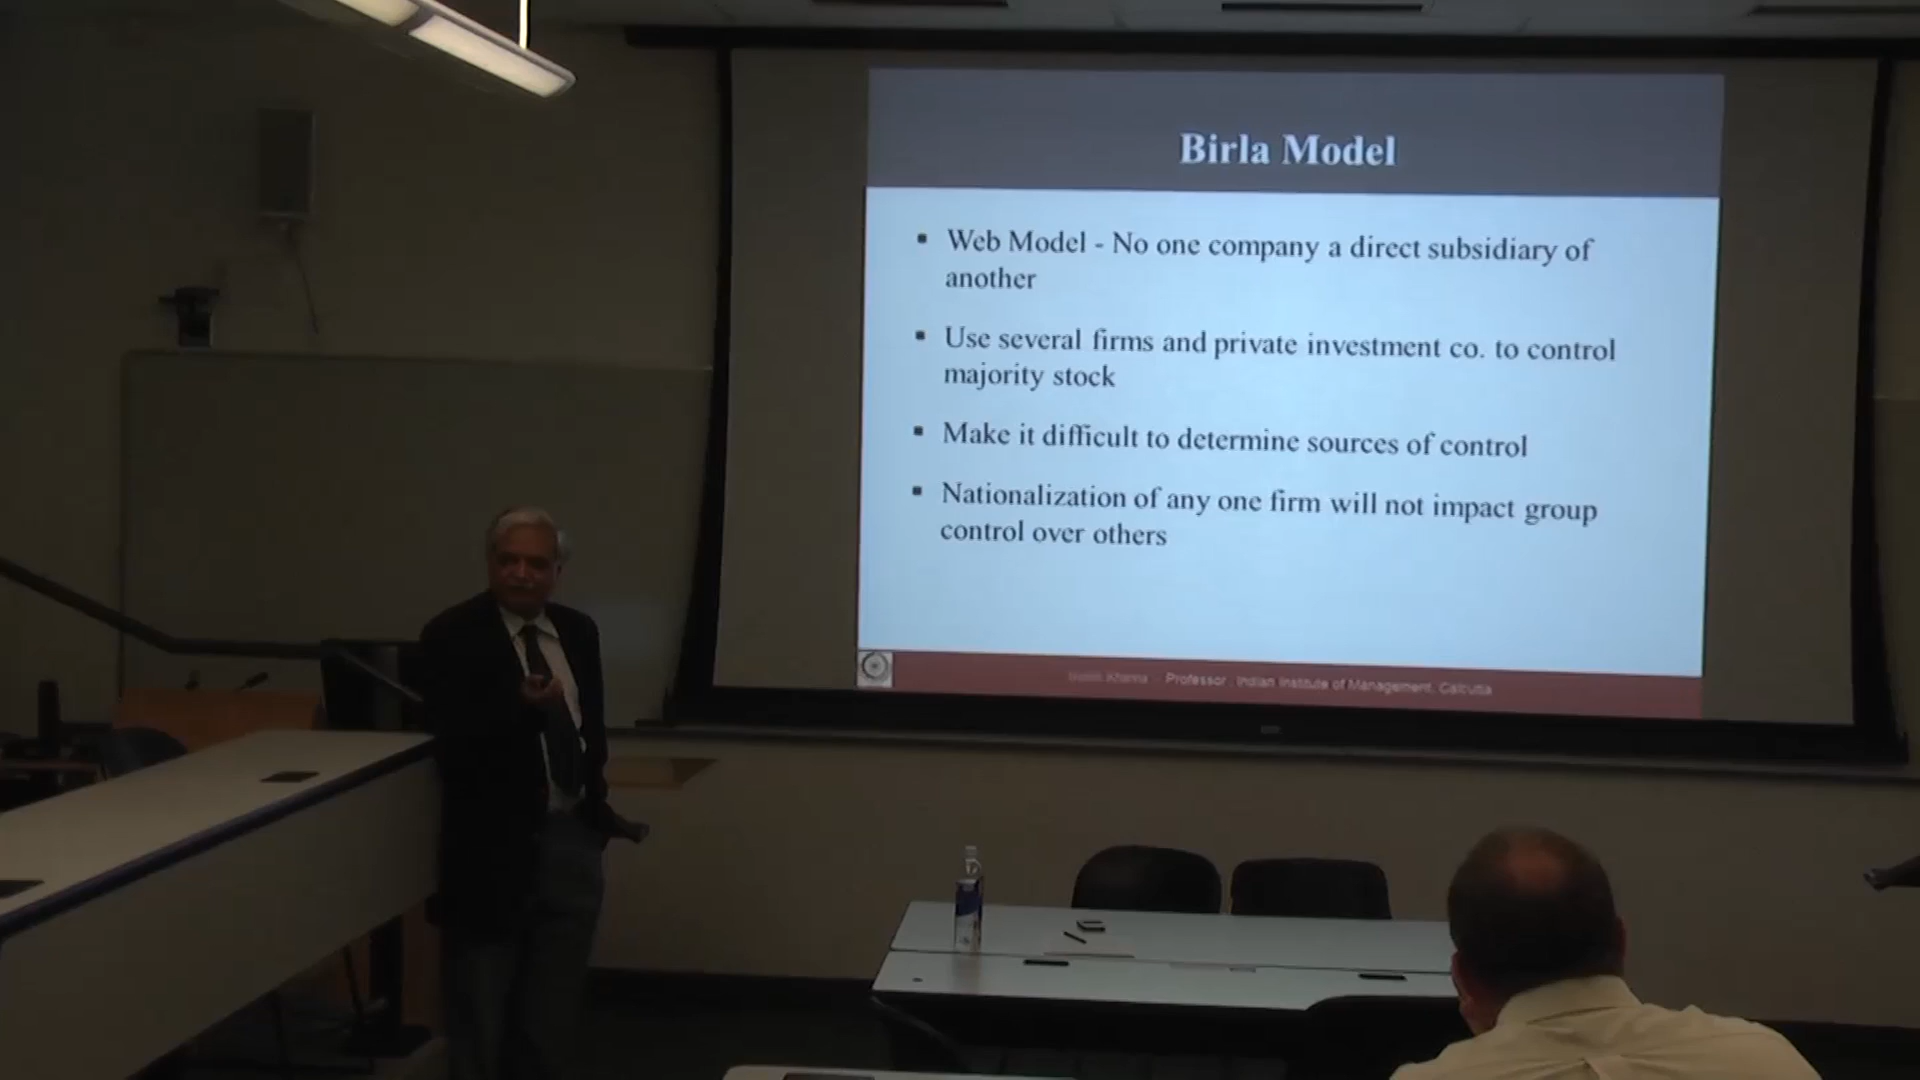 Birla Model
▪ Web Model - No one company a direct subsidiary of
another
▪ Use several firms and private investment co. to control
majority stock
▪ Make it difficult to determine sources of control
▪ Nationalization of any one firm will not impact group
control over others
Khanna Professor, Indian Institute of Management, Calcutta